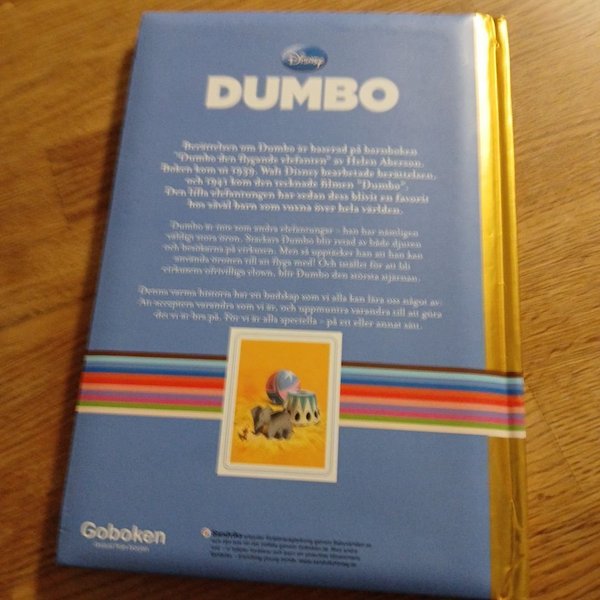 Disney
DUMBO
Berättelsen om Dumbo är baserad på barnboken
"Dumbo den flygande elefanten" av Helen Aberson.
Boken kom ut 1939. Walt Disney bearbetade berättelsen,
och 1941 kom den tecknade filmen "Dumbo".
Den lilla elefantungen har sedan dess blivit en favorit
hos såväl barn som vuxna över hela världen.
Dumbo är inte som andra elefantungar – han har nämligen
väldigt stora öron. Stackars Dumbo blir retad av både djuren
och besökarna på cirkusen. Men så upptäcker han att han kan
använda öronen till att flyga med! Och istället för att bli
cirkusens ofrivilliga clown, blir Dumbo den största stjärnan.
Denna varma historia har ett budskap som vi alla kan lära oss något av:
Att acceptera varandra som vi är, och uppmuntra varandra till att göra
det vi är bra på. För vi är alla speciella – på ett eller annat sätt.
Goboken